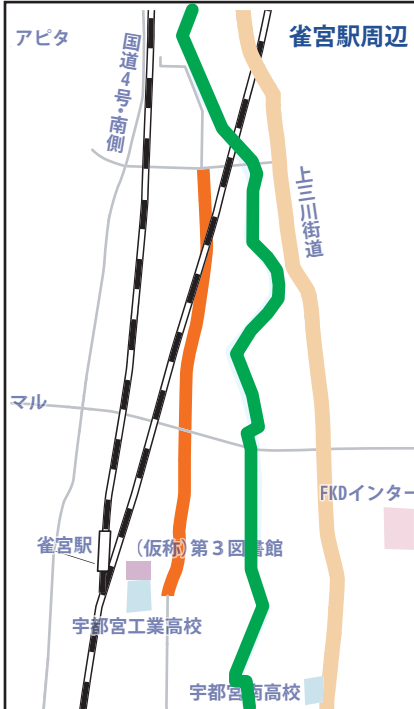 雀宮駅周辺
アピタ
国道4号・南側
上三川街道
マル
FKDインター
雀宮駅
(仮称)第3図書館
宇都宮工業高校
宇都宮南高校